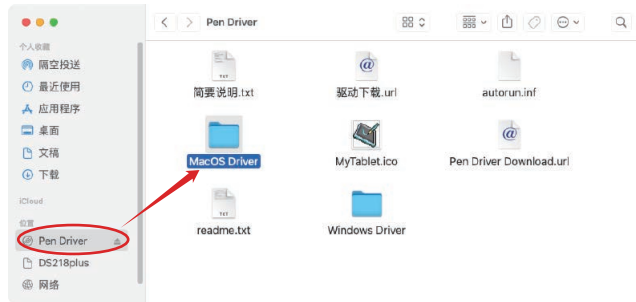 Pen Driver
个人收藏
隔空投送
最近使用
应用程序
桌面
文稿
下载
iCloud
位置
Pen Driver
DS218plus
网络
TXT
简要说明.txt
@
驱动下载.url
autorun.inf
MacOS Driver
MyTablet.ico
@
Pen Driver Download.url
TXT
readme.txt
Windows Driver